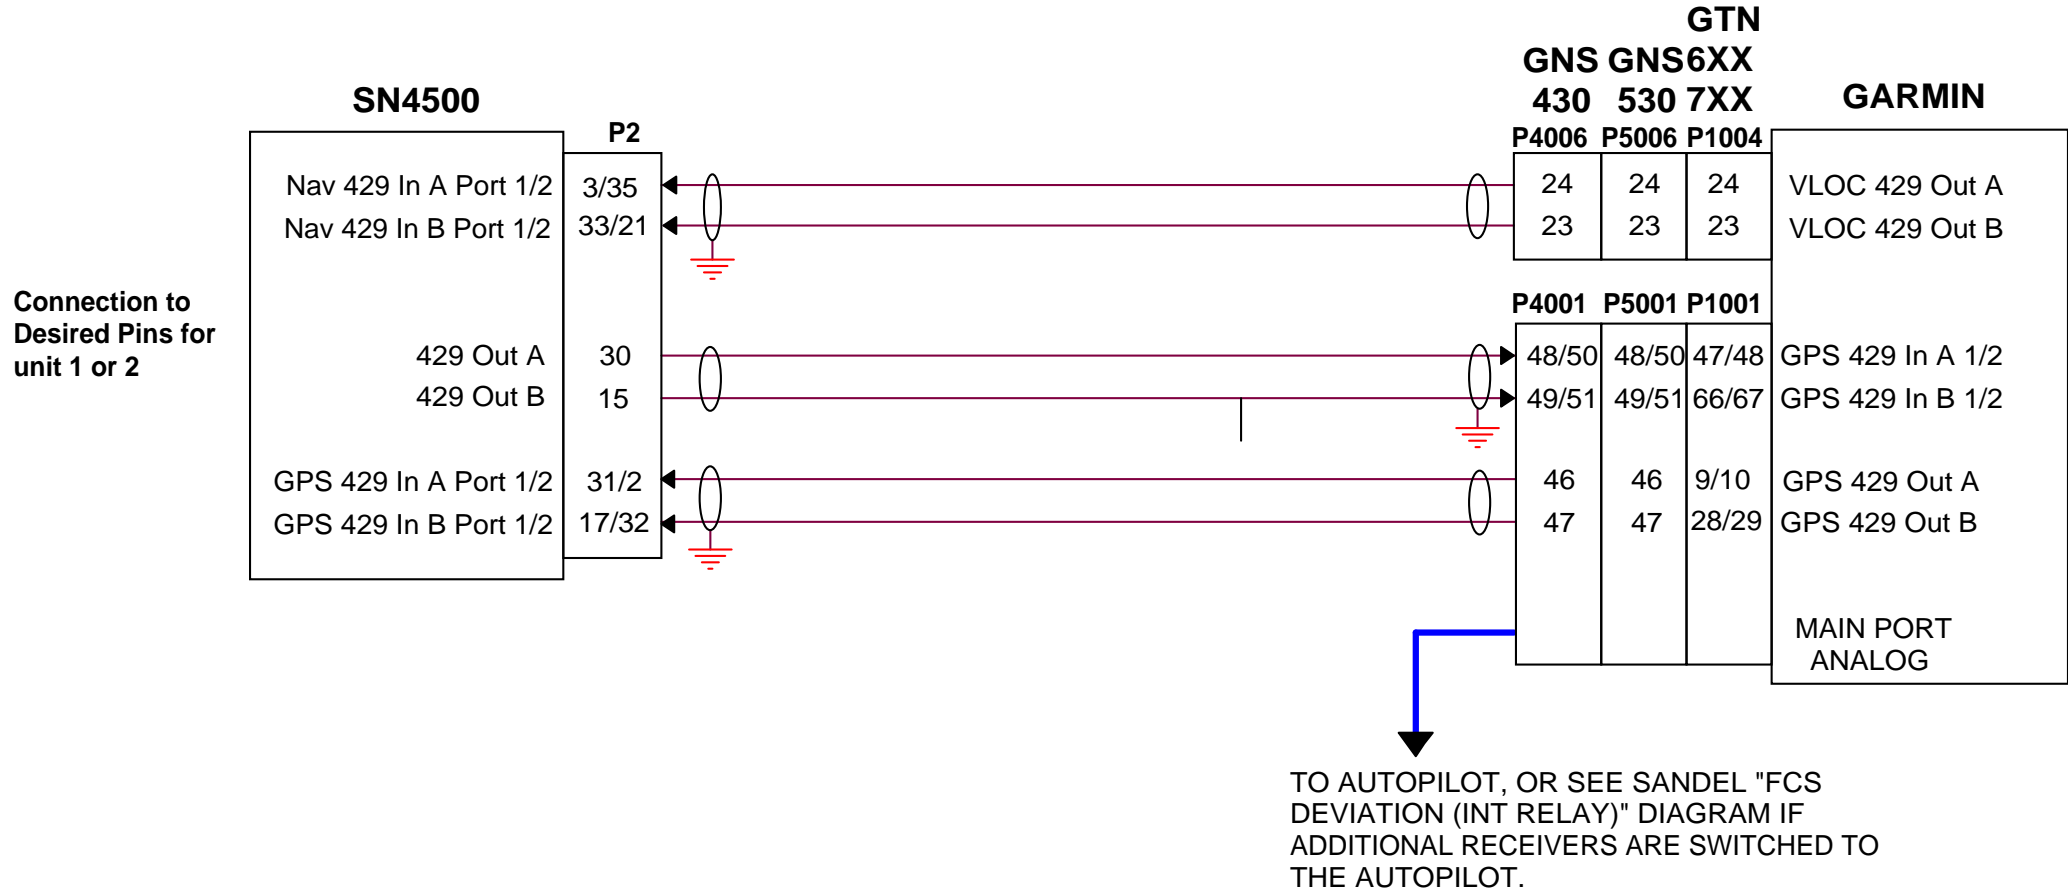 GTN
GNS GNS 6XX
430 530 7XX
SN4500
GARMIN
P2
P4006 P5006 P1004
Nav 429 In A Port 1/2 3/35 24 24 24 VLOC 429 Out A
Nav 429 In B Port 1/2 33/21 23 23 23 VLOC 429 Out B
Connection to
Desired Pins for
unit 1 or 2
P4001 P5001 P1001
429 Out A 30 48/50 48/50 47/48 GPS 429 In A 1/2
429 Out B 15 49/51 49/51 66/67 GPS 429 In B 1/2
GPS 429 In A Port 1/2 31/2 46 46 9/10 GPS 429 Out A
GPS 429 In B Port 1/2 17/32 47 47 28/29 GPS 429 Out B
MAIN PORT
ANALOG
TO AUTOPILOT, OR SEE SANDEL "FCS
DEVIATION (INT RELAY)" DIAGRAM IF
ADDITIONAL RECEIVERS ARE SWITCHED TO
THE AUTOPILOT.